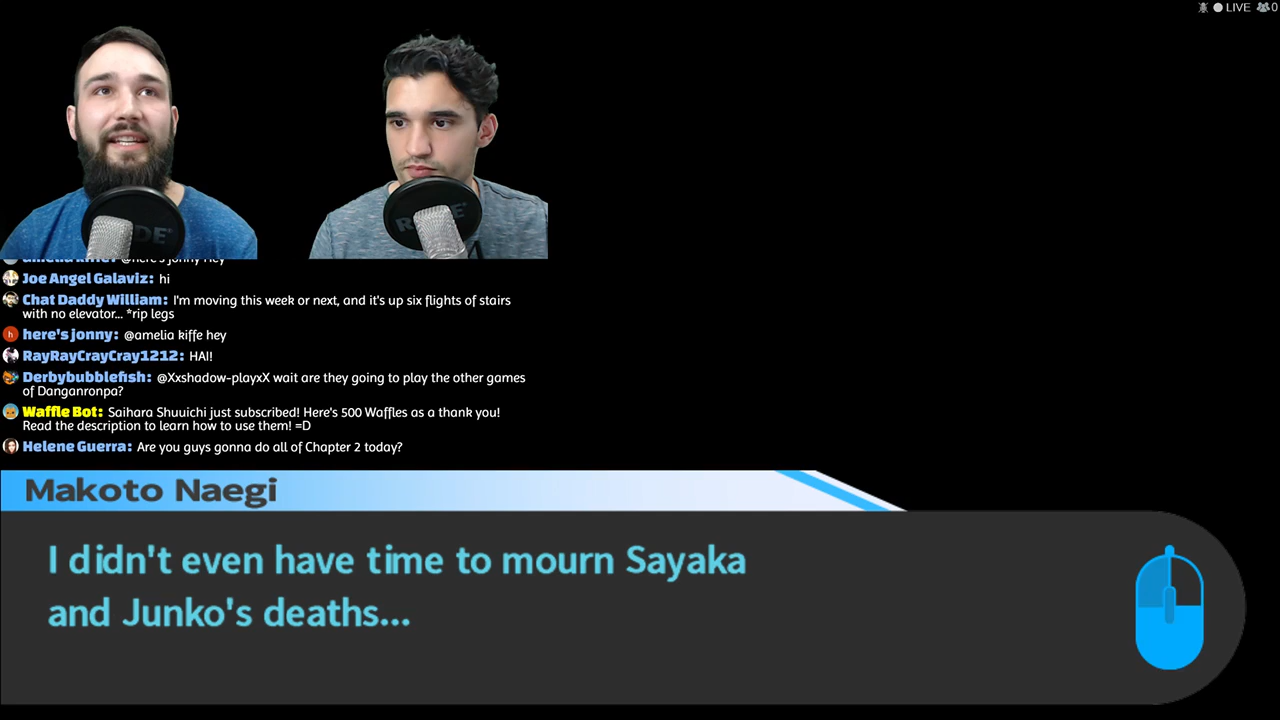 LIVE 0
DE
R DE
@here's jonny Hey
Joe Angel Galaviz: hi
Chat Daddy William: I'm moving this week or next, and it's up six flights of stairs
with no elevator... *rip legs
here's jonny: @amelia kiffe hey
RayRayCrayCray1212: HAI!
Derbybubblefish: @Xxshadow-playxX wait are they going to play the other games
of Danganronpa?
Waffle Bot: Saihara Shuuichi just subscribed! Here's 500 Waffles as a thank you!
Read the description to learn how to use them! =D
Helene Guerra: Are you guys gonna do all of Chapter 2 today?
Makoto Naegi
I didn't even have time to mourn Sayaka
and Junko's deaths...